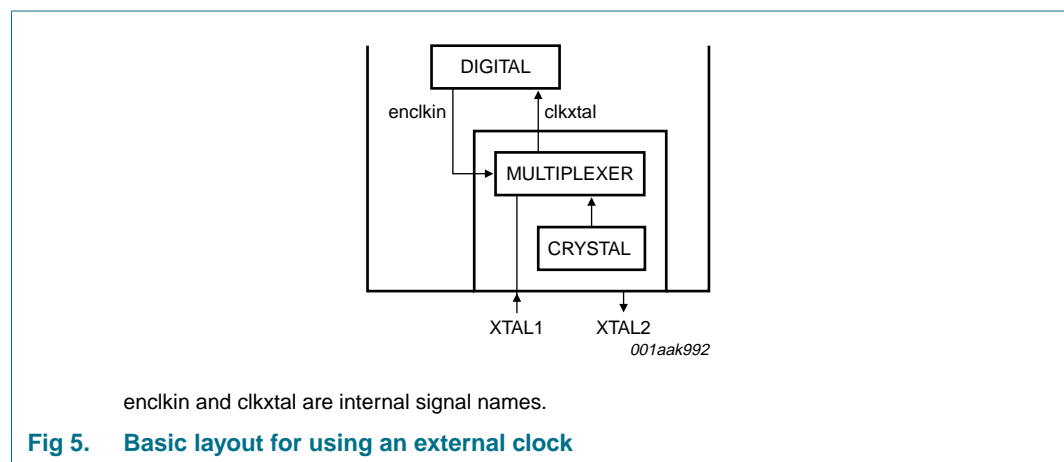 DIGITAL
enclkin
clkxtal
MULTIPLEXER
CRYSTAL
XTAL1
XTAL2
001aak992
enclkin and clkxtal are internal signal names.
Fig 5. Basic layout for using an external clock